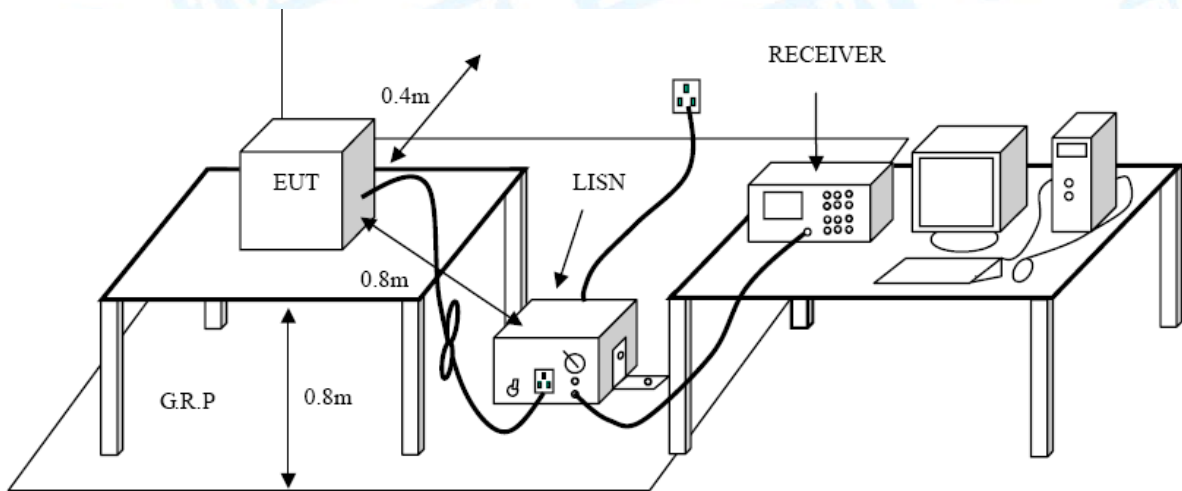 RECEIVER
0.4m
EUT
LISN
0.8m
G.R.P
0.8m